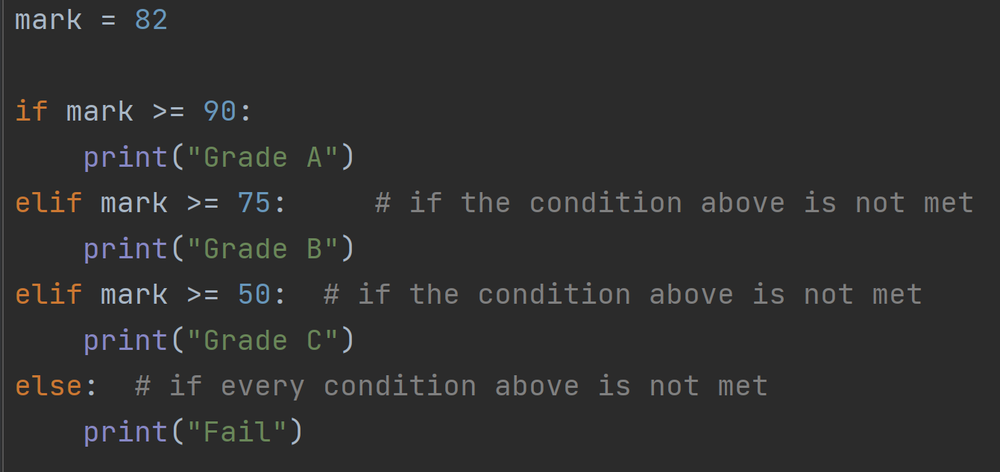 mark = 82
if mark >= 90:
    print("Grade A")
elif mark >= 75:     # if the condition above is not met
    print("Grade B")
elif mark >= 50:  # if the condition above is not met
    print("Grade C")
else:  # if every condition above is not met
    print("Fail")